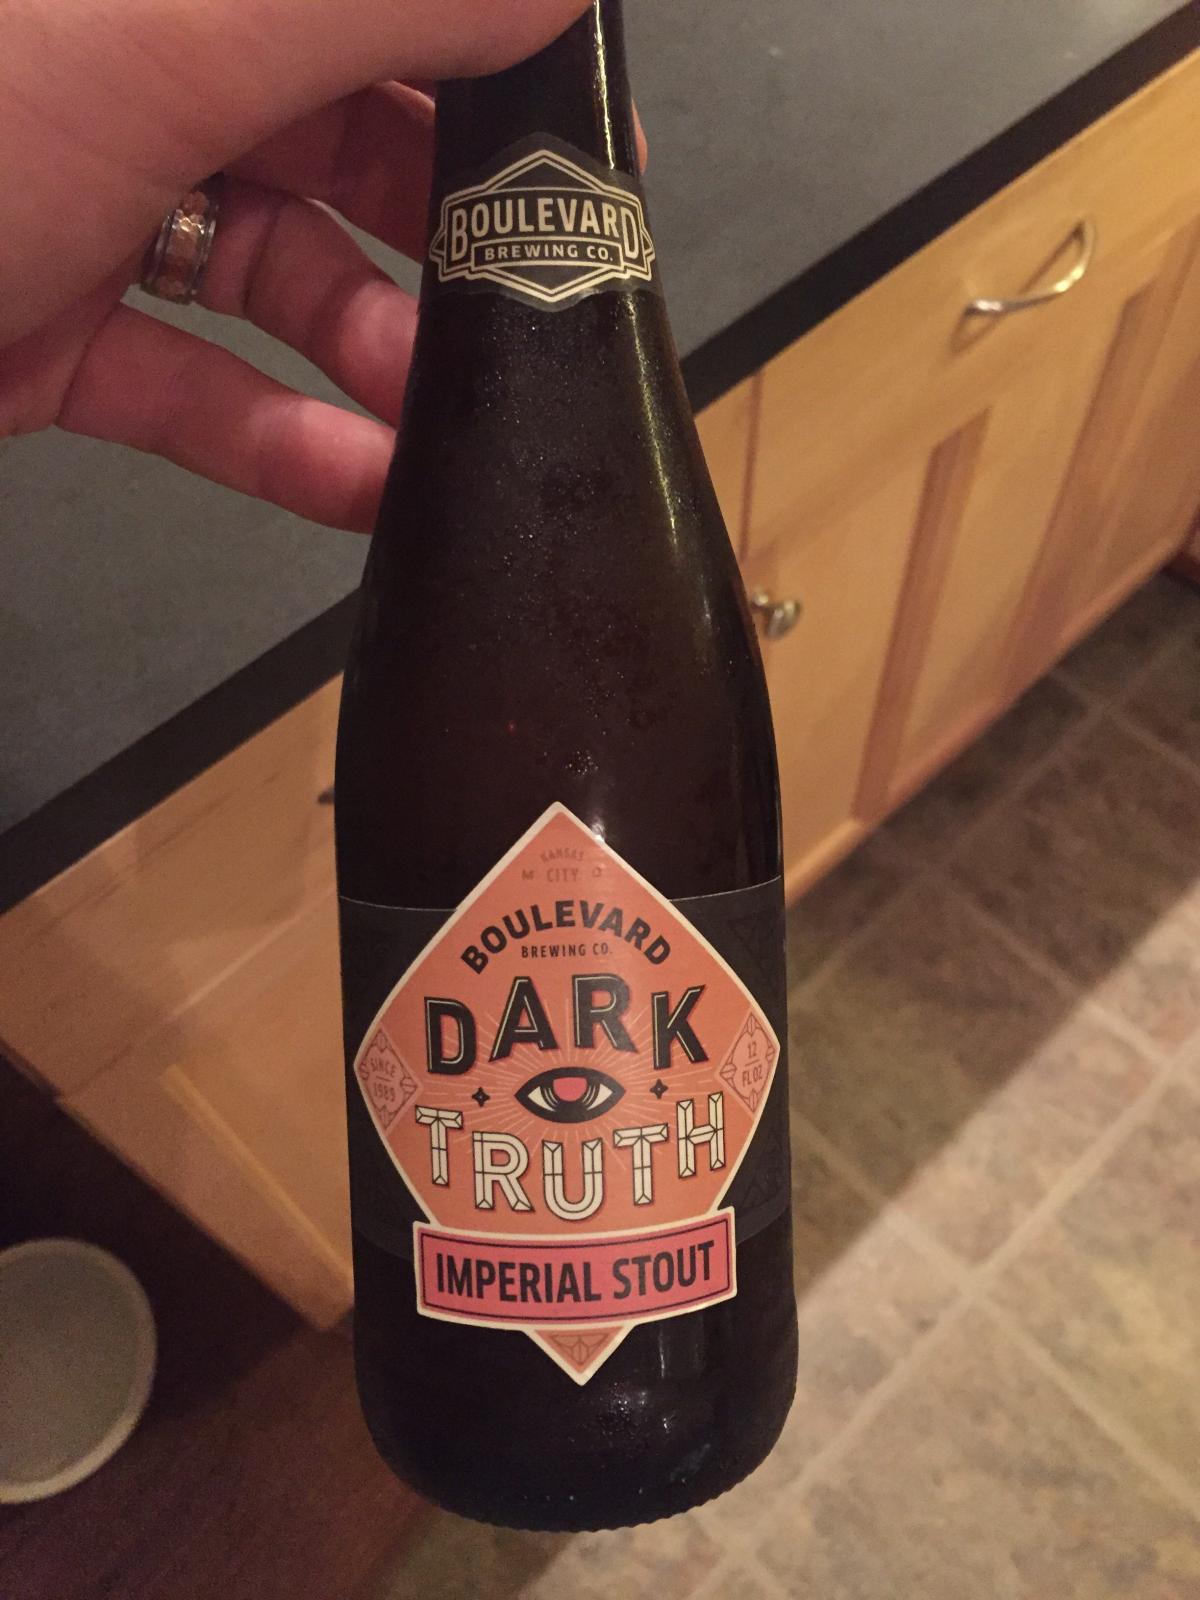 BOULEVARD
BREWING CO.
KANSAS
M CITY O
BOULEVARD
BREWING CO.
DARK
SINCE
1989
12
FL OZ
TRUTH
IMPERIAL STOUT